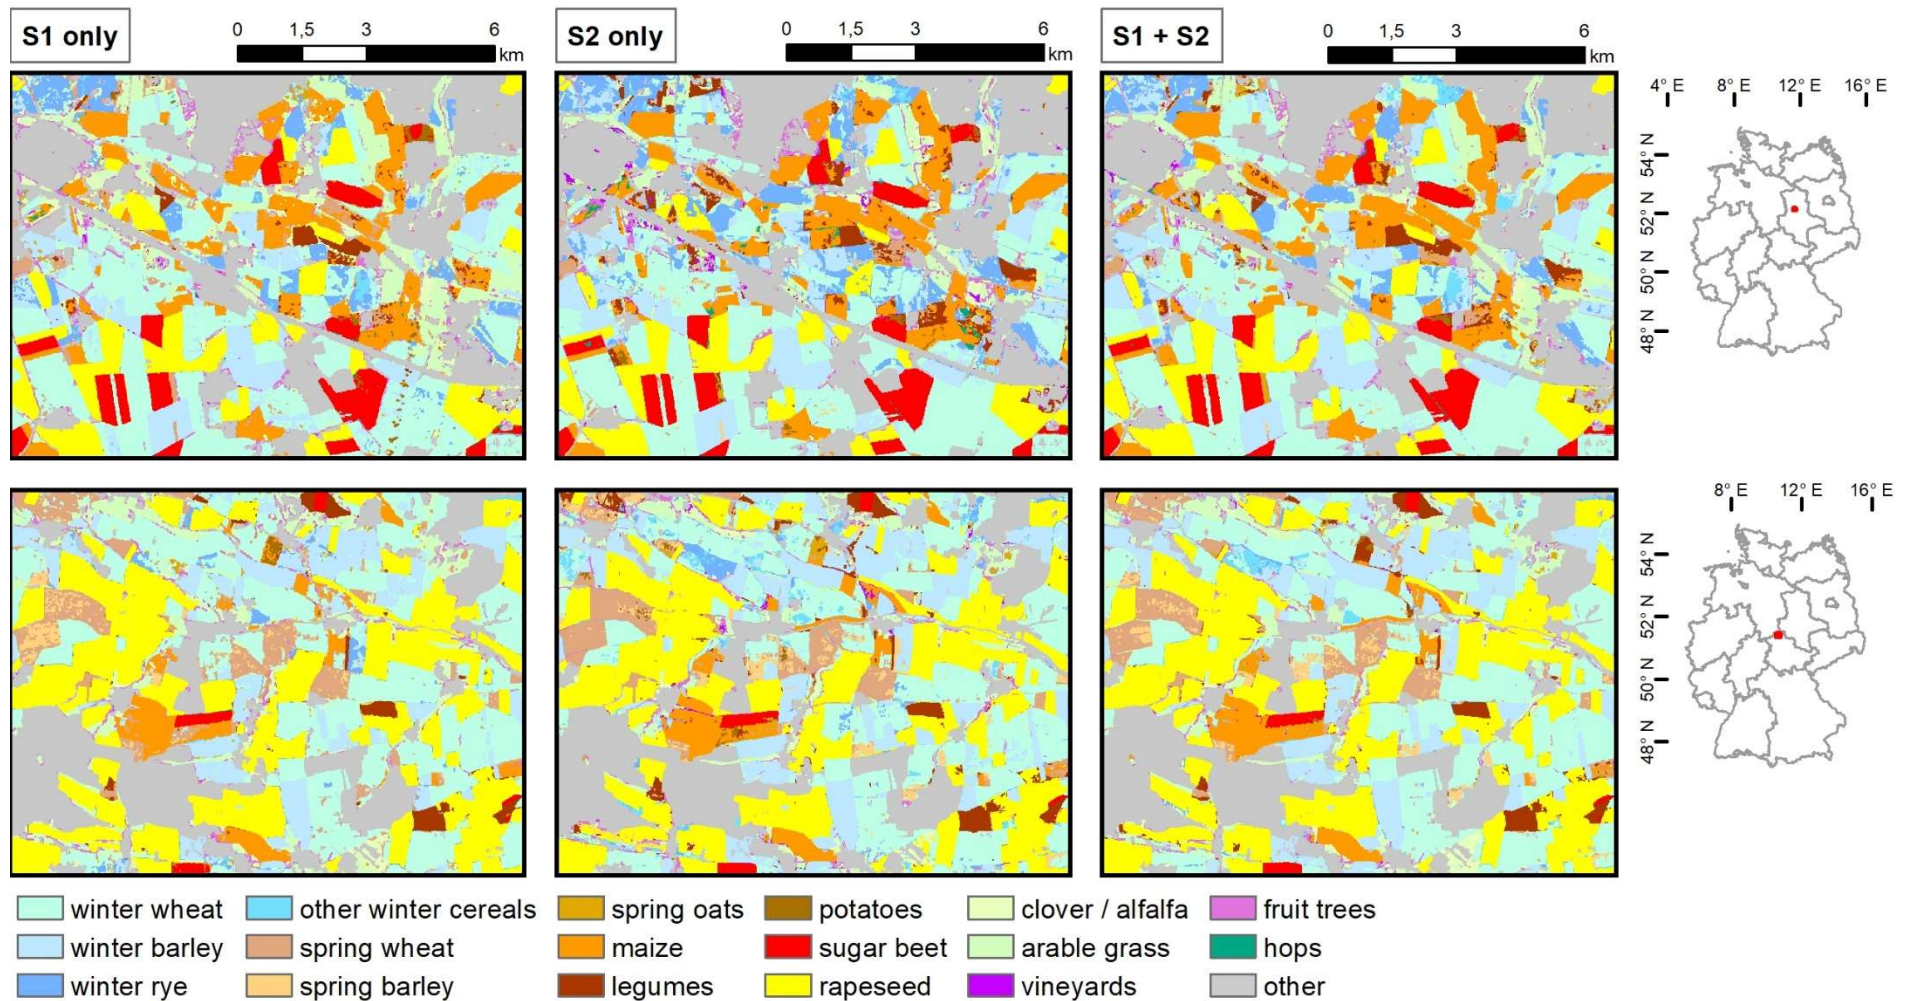 S1 only
0 1,5 3 6
km
S2 only
0 1,5 3 6
km
S1 + S2
0 1,5 3 6
km
4° E 8° E 12° E 16° E
54° N
52° N
50° N
48° N
8° E 12° E 16° E
54° N
52° N
50° N
48° N
winter wheat other winter cereals spring oats potatoes clover / alfalfa fruit trees
winter barley spring wheat maize sugar beet arable grass hops
winter rye spring barley legumes rapeseed vineyards other